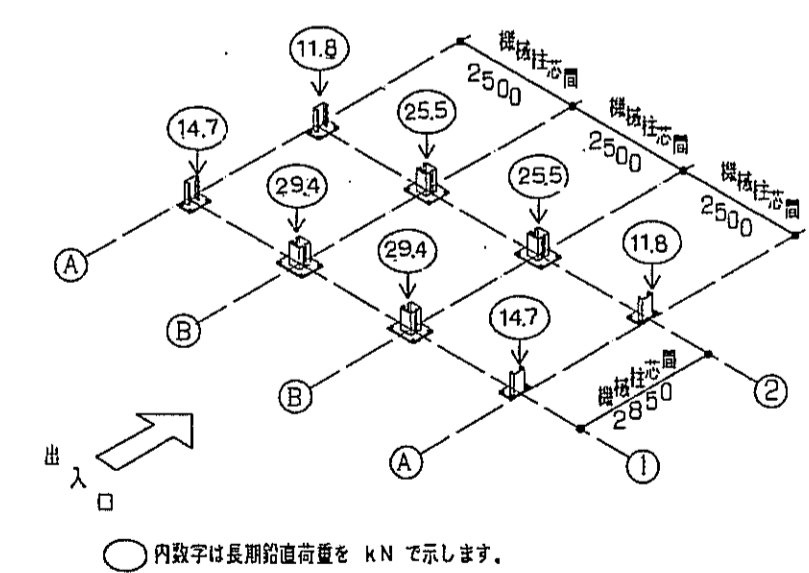 11.8
14.7
25.5
29.4
25.5
29.4
11.8
14.7
機械柱芯間
2500
機械柱芯間
2500
機械柱芯間
2500
機械柱芯間
2850
A
B
B
A
1
2
出入口
内数字は長期鉛直荷重を kN で示します。